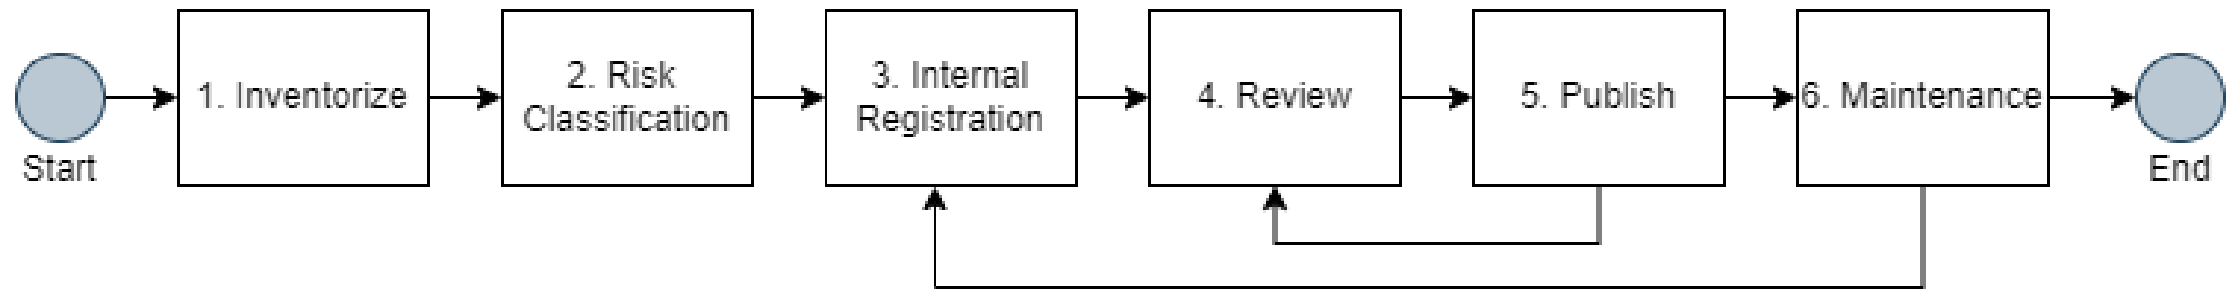 Start
1. Inventorize
2. Risk
Classification
3. Internal
Registration
4. Review
5. Publish
6. Maintenance
End